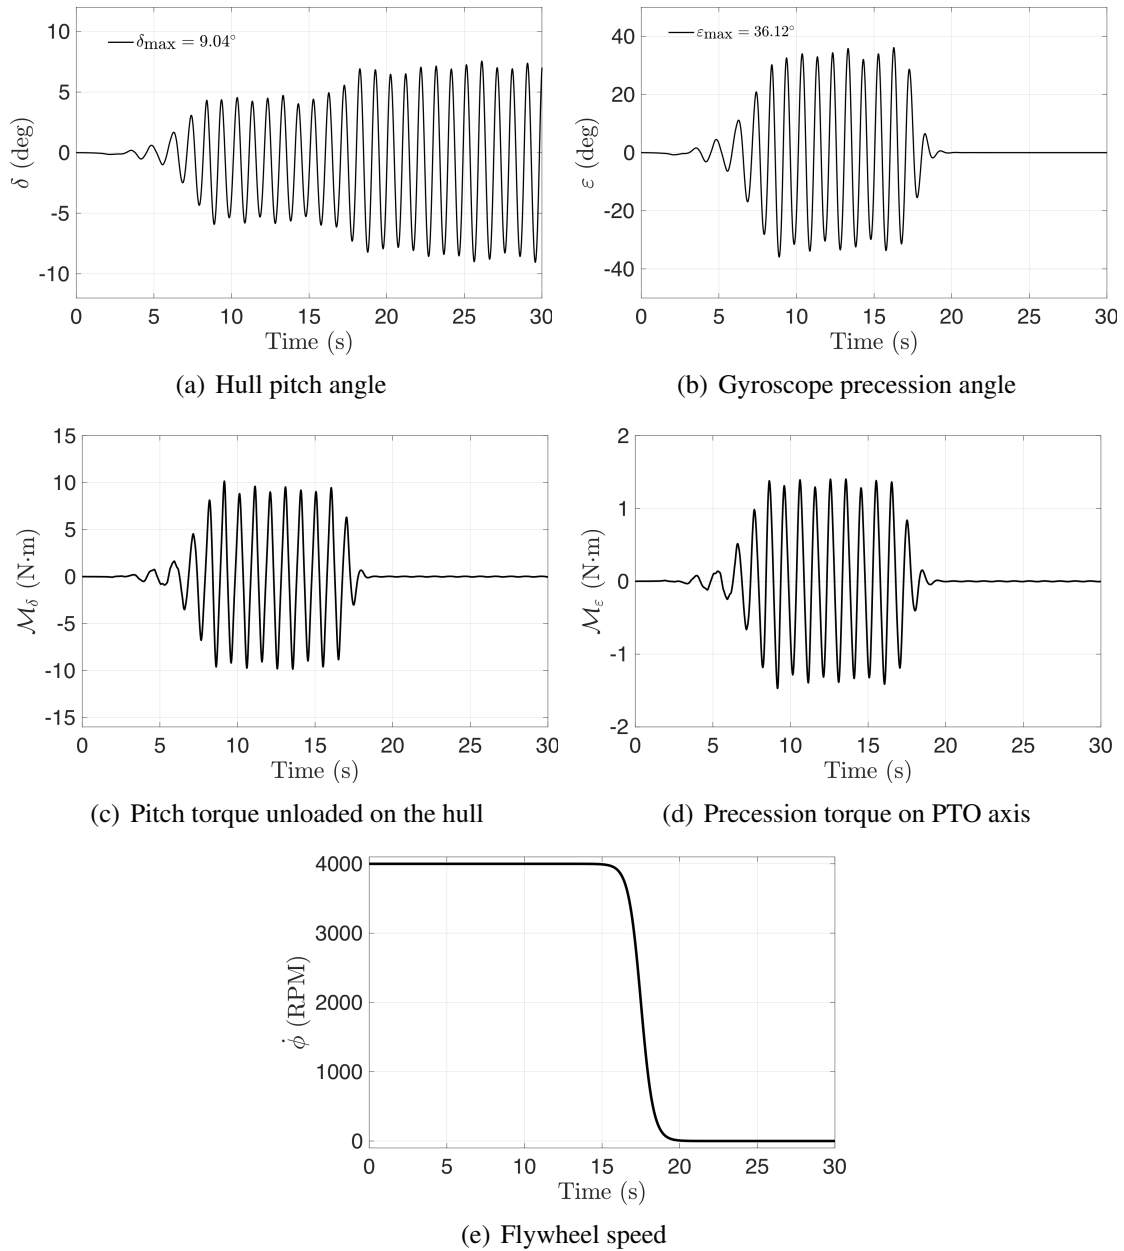 δmax = 9.04°
10
5
0
-5
-10
δ (deg)
0 5 10 15 20 25 30
Time (s)
(a) Hull pitch angle
εmax = 36.12°
40
20
0
-20
-40
ε (deg)
0 5 10 15 20 25 30
Time (s)
(b) Gyroscope precession angle
15
10
5
0
-5
-10
-15
ℳδ (N·m)
0 5 10 15 20 25 30
Time (s)
(c) Pitch torque unloaded on the hull
2
1
0
-1
-2
ℳε (N·m)
0 5 10 15 20 25 30
Time (s)
(d) Precession torque on PTO axis
4000
3000
2000
1000
0
φ̇ (RPM)
0 5 10 15 20 25 30
Time (s)
(e) Flywheel speed